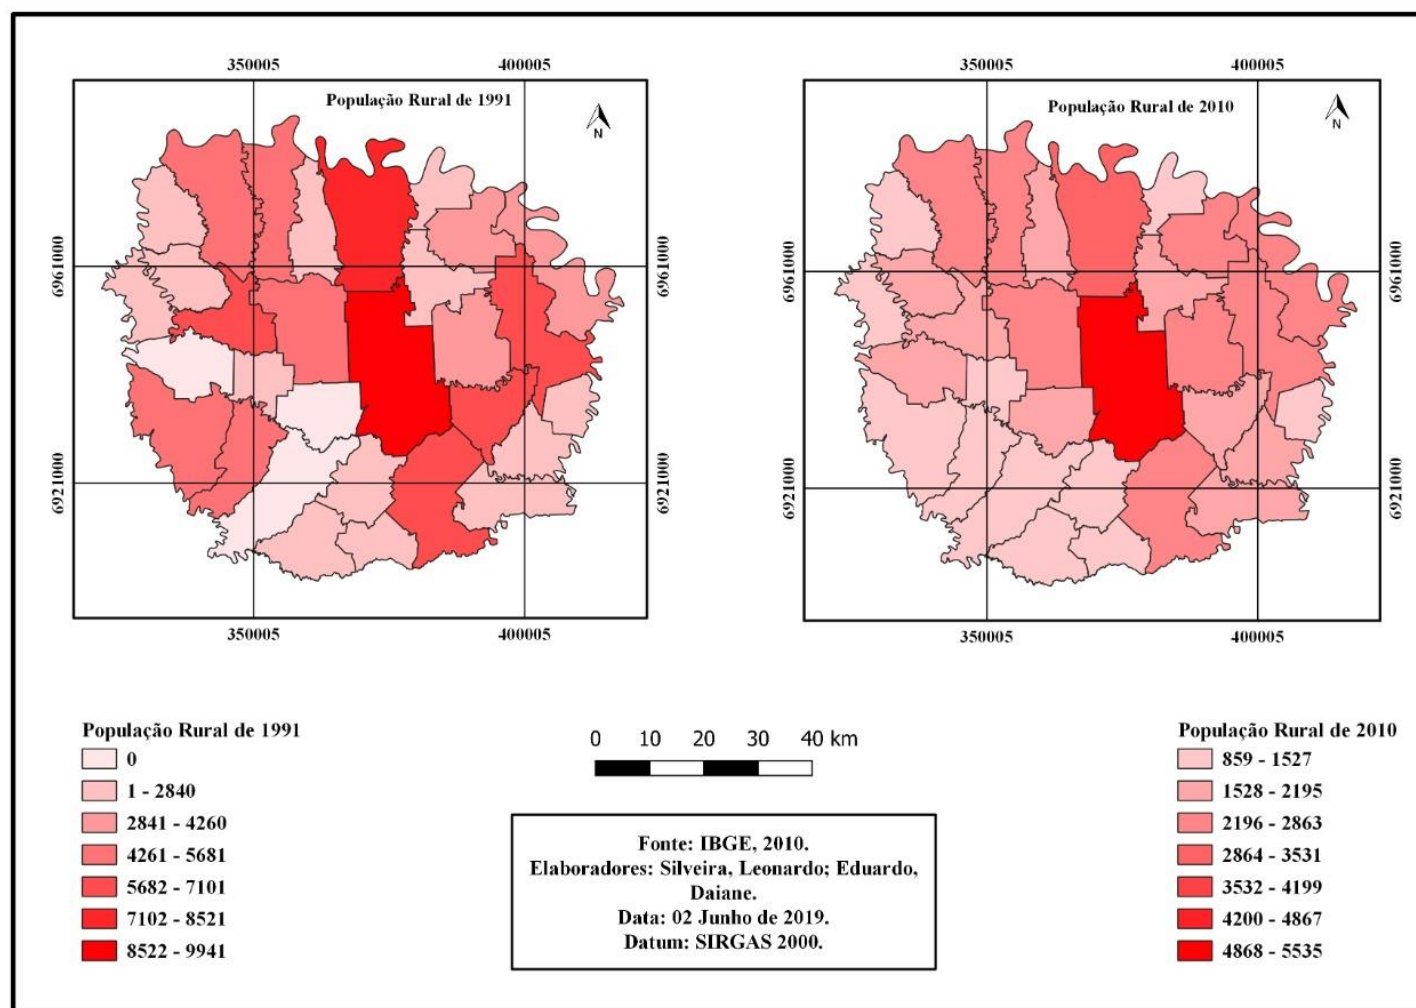 350005
400005
População Rural de 1991
N
6961000
6961000
6921000
6921000
350005
400005
350005
400005
População Rural de 2010
N
6961000
6961000
6921000
6921000
350005
400005
População Rural de 1991
0
1 - 2840
2841 - 4260
4261 - 5681
5682 - 7101
7102 - 8521
8522 - 9941
0 10 20 30 40 km
Fonte: IBGE, 2010.
Elaboradores: Silveira, Leonardo; Eduardo,
Daiane.
Data: 02 Junho de 2019.
Datum: SIRGAS 2000.
População Rural de 2010
859 - 1527
1528 - 2195
2196 - 2863
2864 - 3531
3532 - 4199
4200 - 4867
4868 - 5535